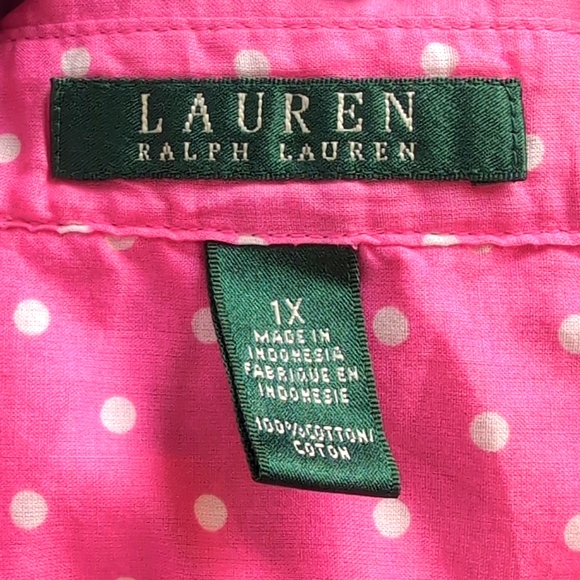 LAUREN
RALPH LAUREN
1X
MADE IN
INDONESIA
FABRIQUE EN
INDONESIE
100% COTTON/
COTON